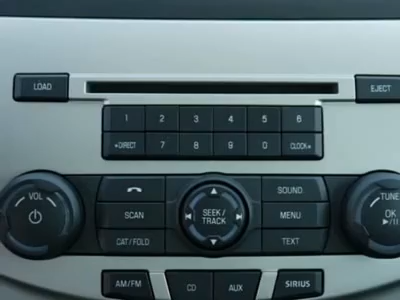 LOAD EJECT
1 2 3 4 5 6
•DIRECT 7 8 9 0 CLOCK•
VOL SOUND TUNE
SCAN SEEK / TRACK MENU OK
CAT / FOLD TEXT
AM/FM CD AUX SIRIUS